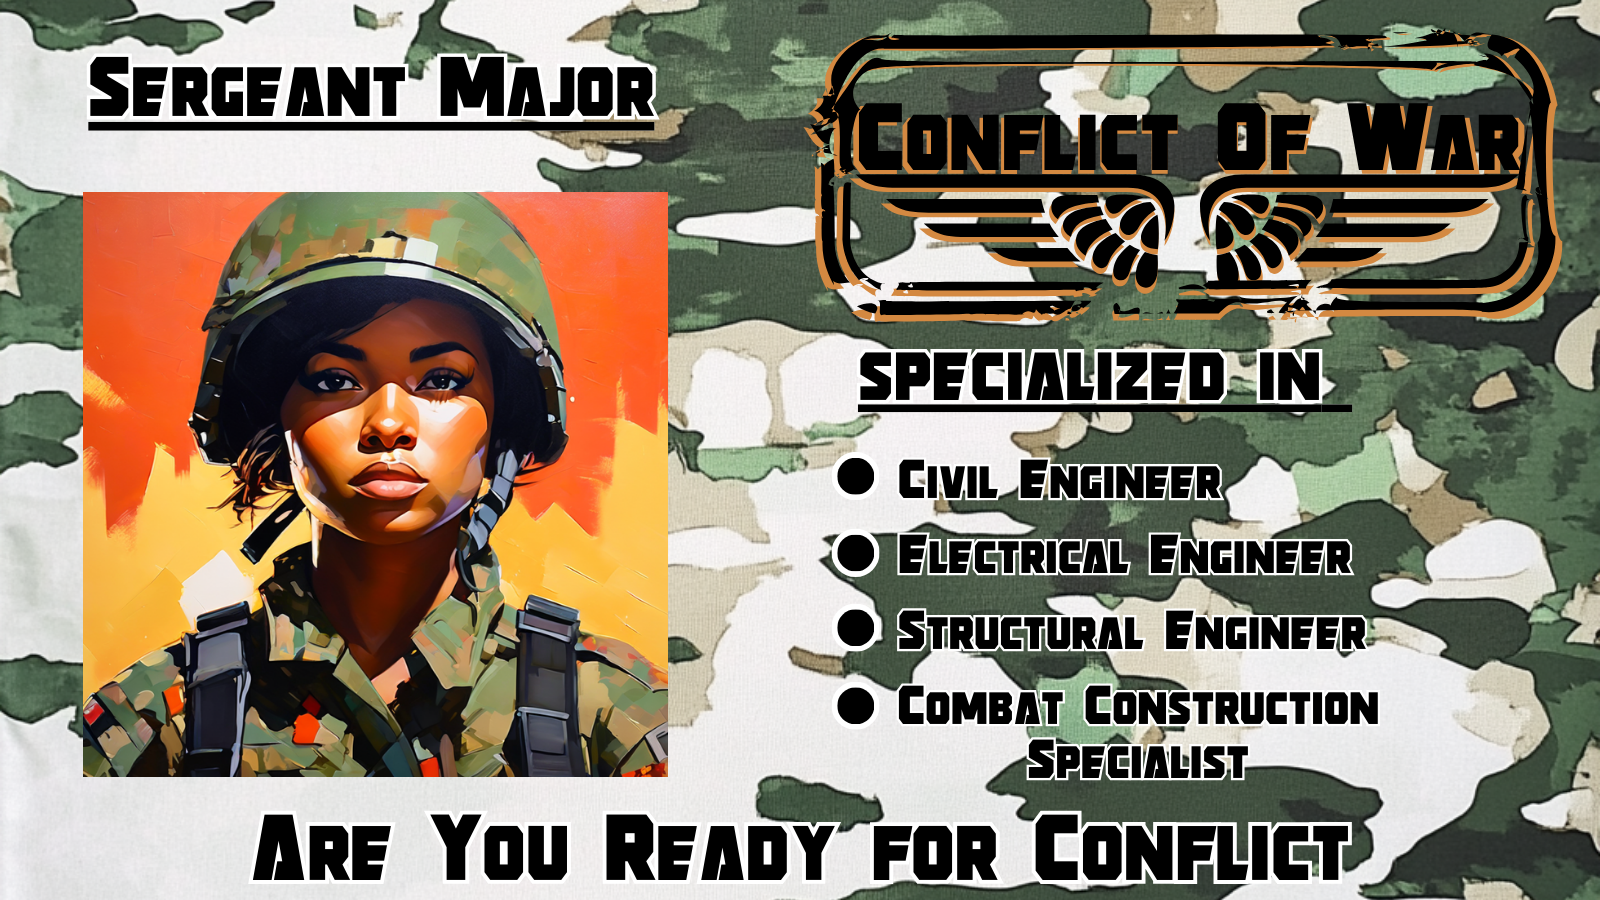 Sergeant Major
Conflict Of War
Specialized in
Civil Engineer
Electrical Engineer
Structural Engineer
Combat Construction
Specialist
Are You Ready for Conflict